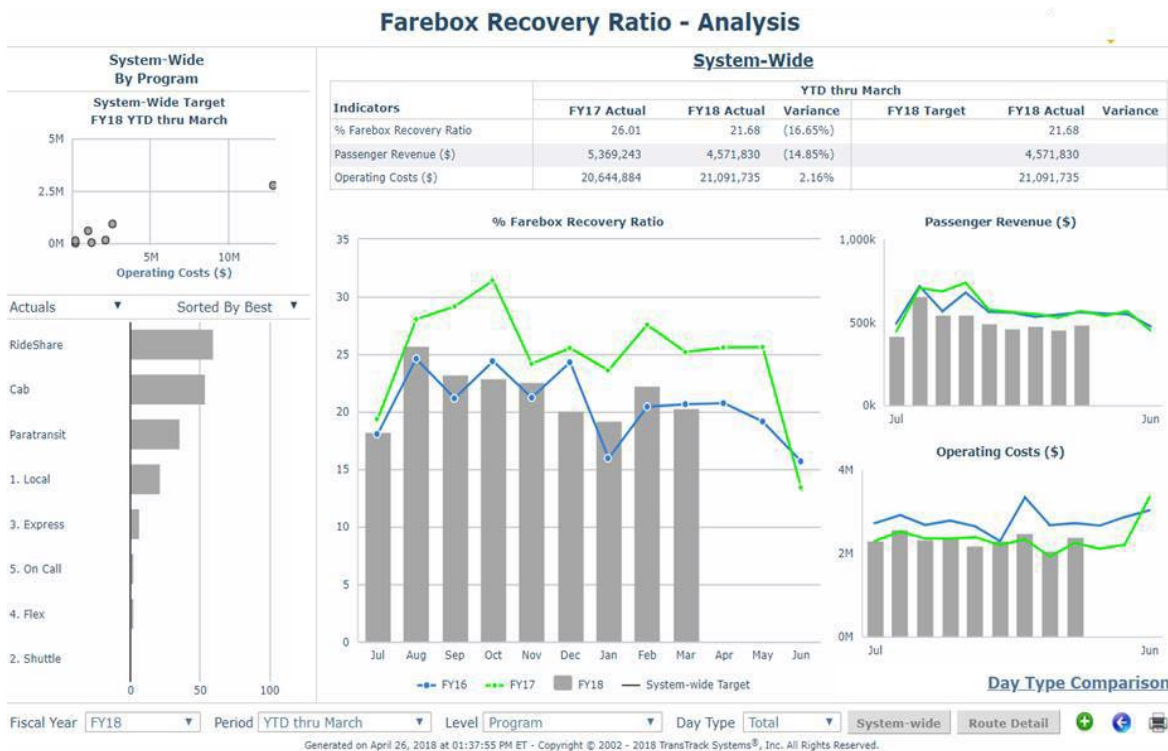 Farebox Recovery Ratio - Analysis
System-Wide
By Program
System-Wide Target
FY18 YTD thru March
5M
2.5M
0M
5M 10M
Operating Costs ($)
Actuals ▼ Sorted By Best ▼
RideShare
Cab
Paratransit
1. Local
3. Express
5. On Call
4. Flex
2. Shuttle
0 50 100
System-Wide
YTD thru March
Indicators FY17 Actual FY18 Actual Variance FY18 Target FY18 Actual Variance
% Farebox Recovery Ratio 26.01 21.68 (16.65%) 21.68
Passenger Revenue ($) 5,369,243 4,571,830 (14.85%) 4,571,830
Operating Costs ($) 20,644,884 21,091,735 2.16% 21,091,735
% Farebox Recovery Ratio
35
30
25
20
15
10
5
0
Jul Aug Sep Oct Nov Dec Jan Feb Mar Apr May Jun
FY16 FY17 FY18 System-wide Target
Passenger Revenue ($)
1,000k
500k
0k
Jul Jun
Operating Costs ($)
4M
2M
0M
Jul Jun
Day Type Comparison
Fiscal Year FY18 ▼ Period YTD thru March ▼ Level Program ▼ Day Type Total ▼ System-wide Route Detail
Generated on April 26, 2018 at 01:37:55 PM ET - Copyright © 2002 - 2018 TransTrack Systems®, Inc. All Rights Reserved.